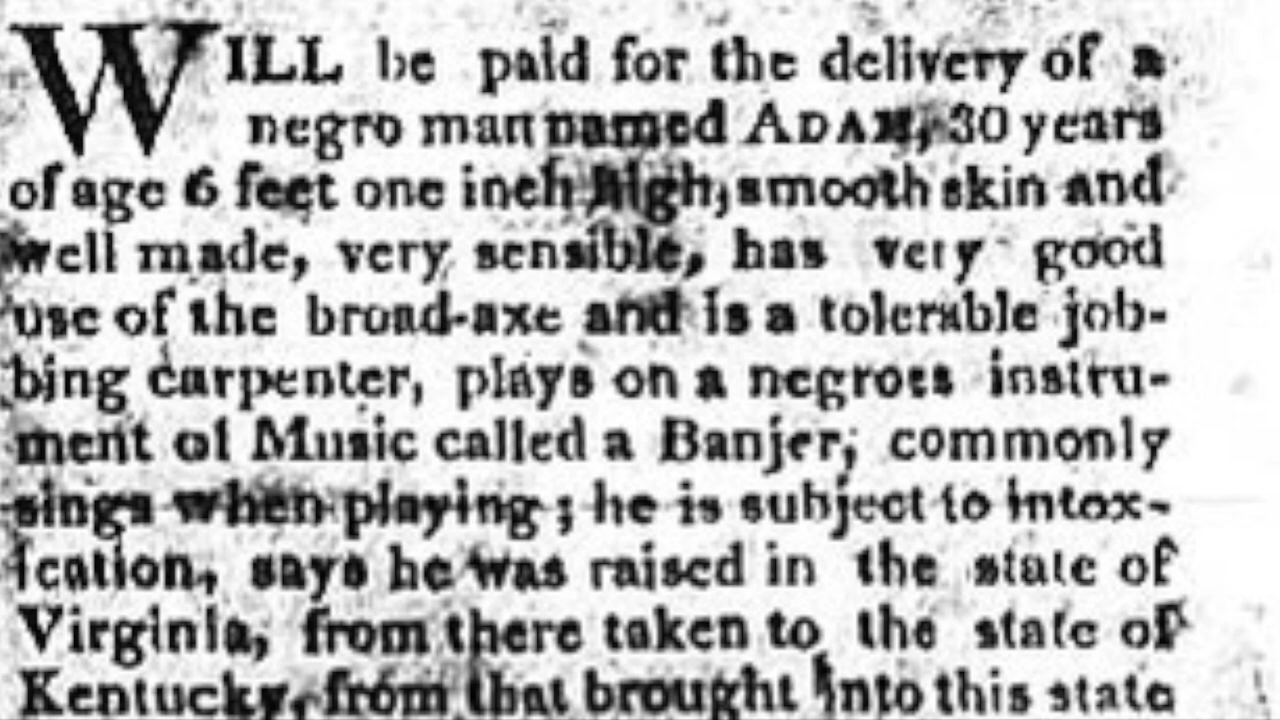 WILL be paid for the delivery of a
negro man named ADAM, 30 years
of age 6 feet one inch high, smooth skin and
well made, very sensible, has very good
use of the broad-axe and is a tolerable job-
bing carpenter, plays on a negroes instru-
ment of Music called a Banjer; commonly
sings when playing; he is subject to intox-
ication, says he was raised in the state of
Virginia, from there taken to the state of
Kentucky, from that brought into this state